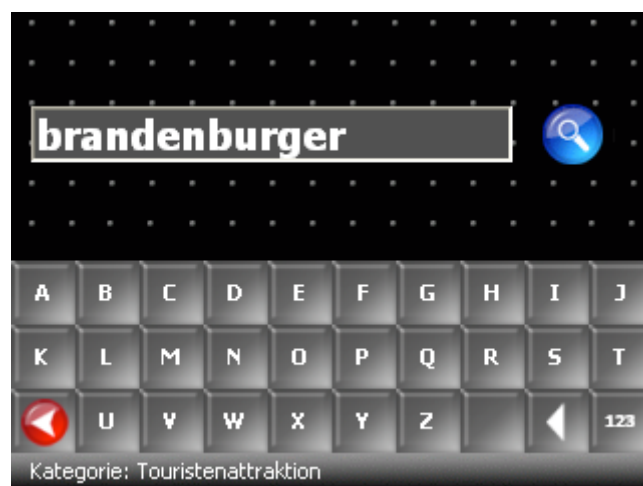 brandenburger
A B C D E F G H I J
K L M N O P Q R S T
U V W X Y Z 123
Kategorie: Touristenattraktion